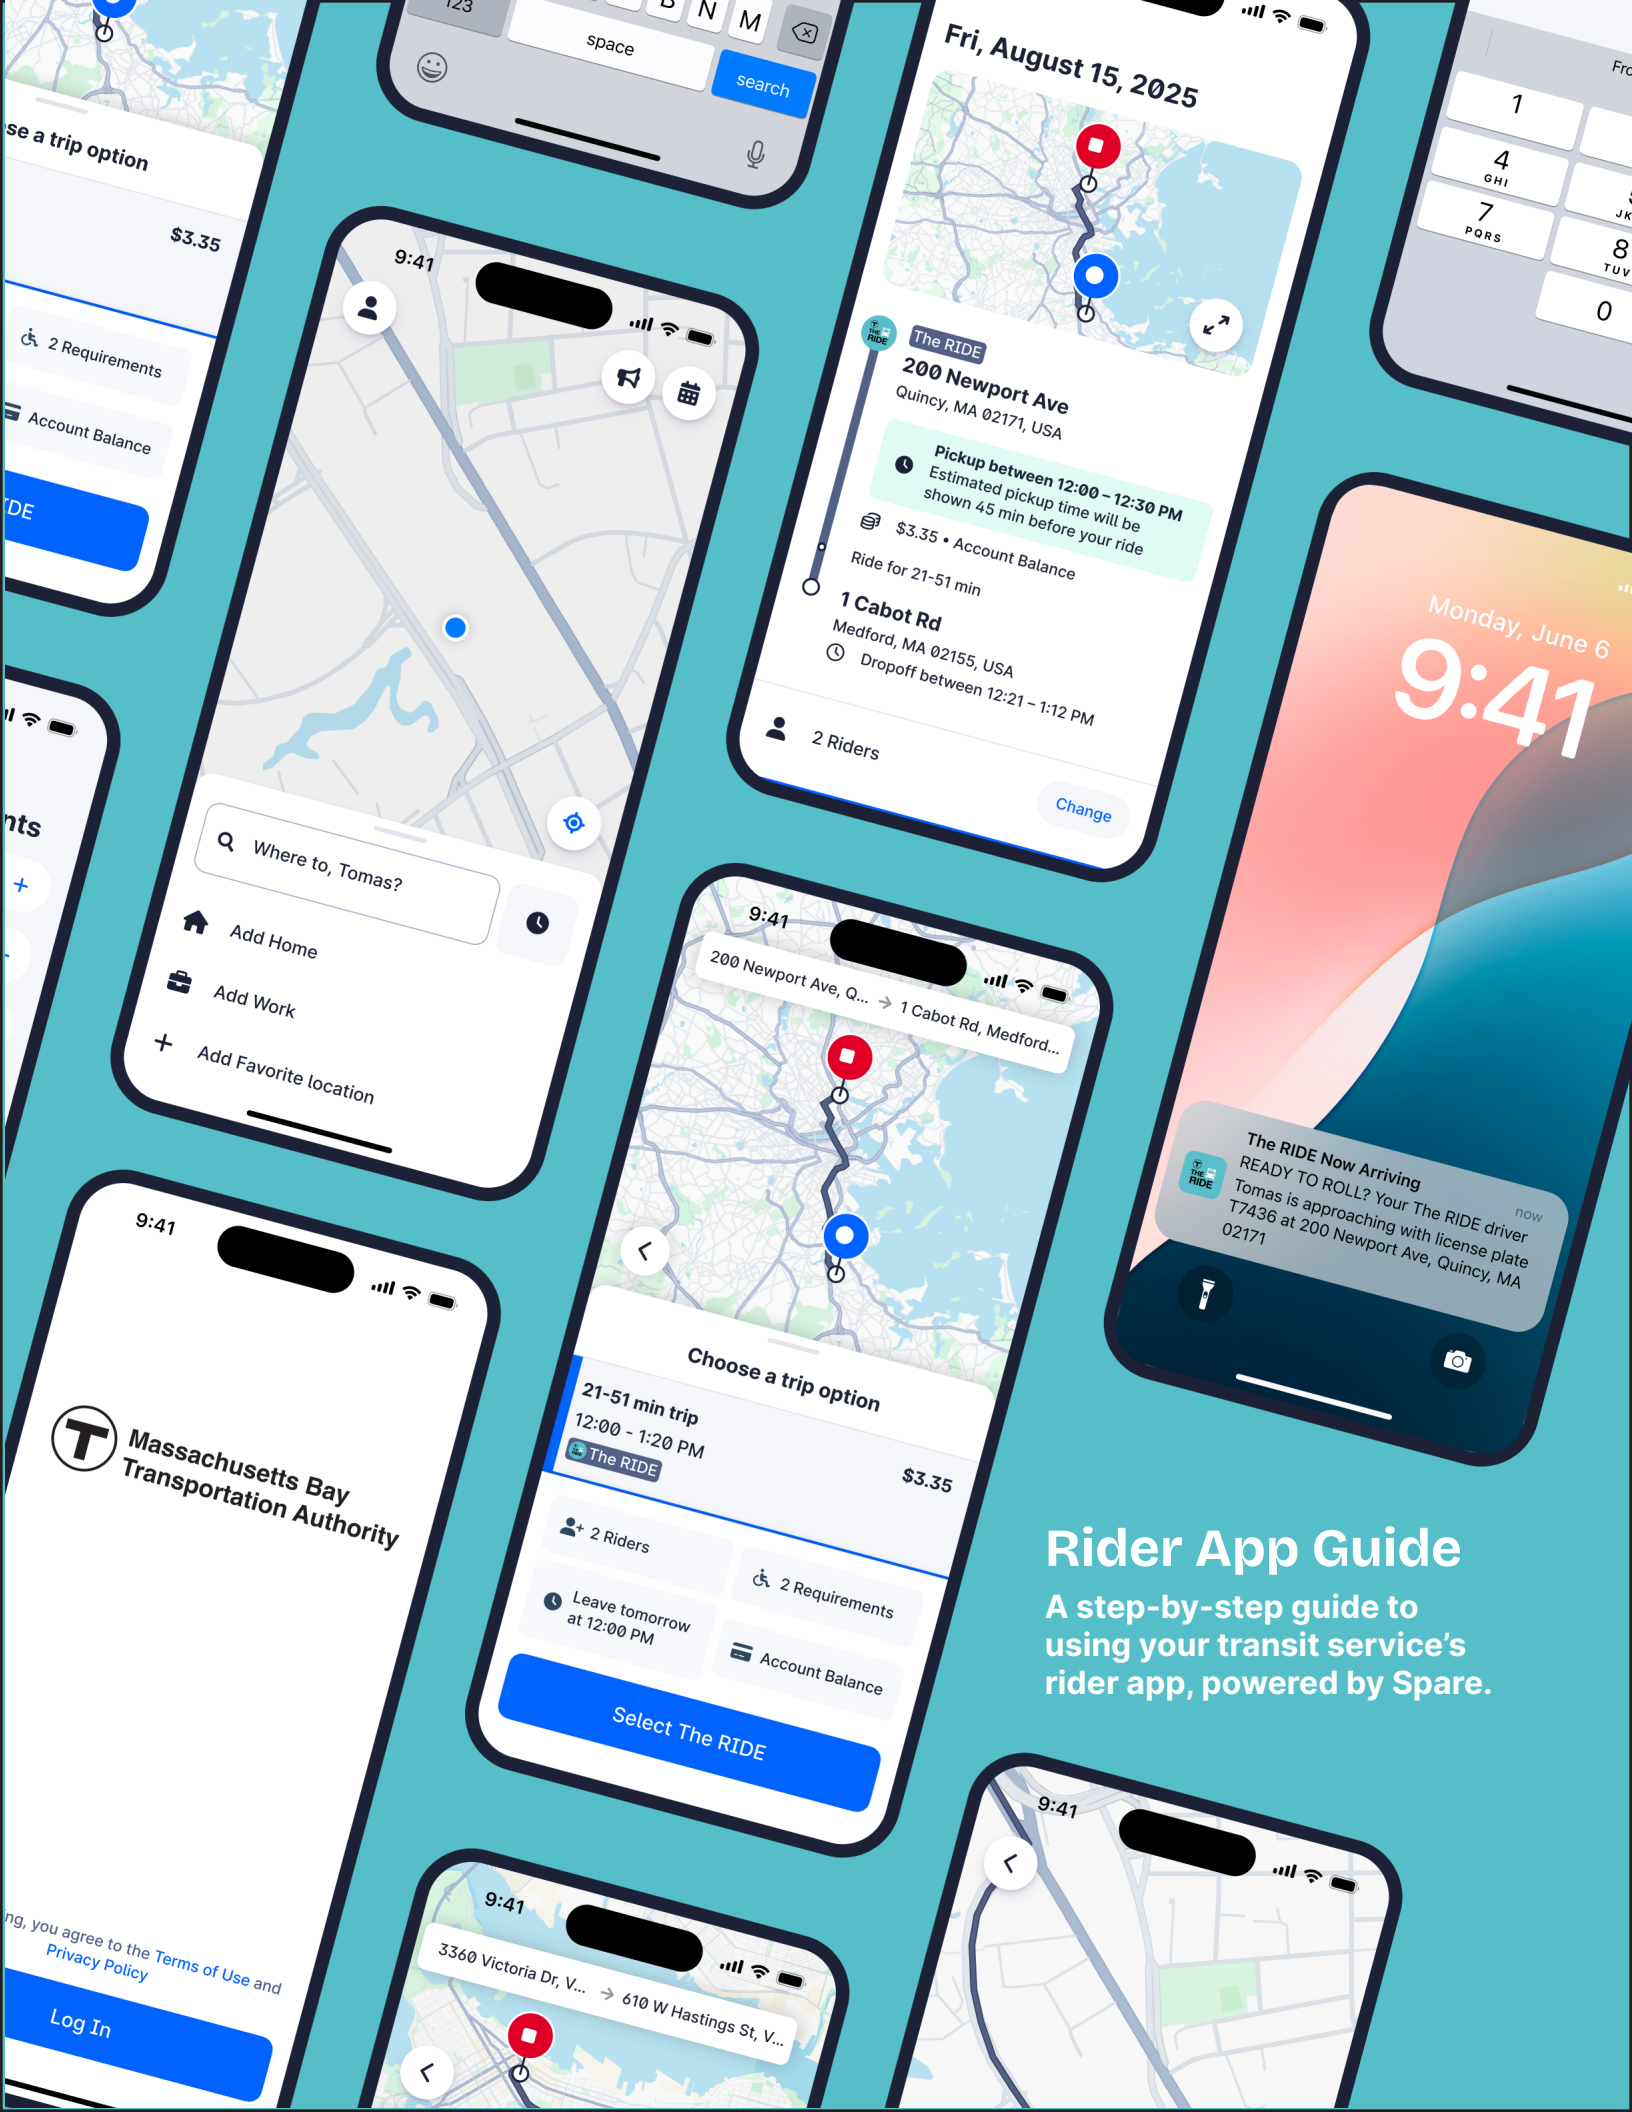 se a trip option
$3.35
2 Requirements
Account Balance
IDE
123
B N M
space
search
Fri, August 15, 2025
THE
RIDE
The RIDE
200 Newport Ave
Quincy, MA 02171, USA
Pickup between 12:00 – 12:30 PM
Estimated pickup time will be
shown 45 min before your ride
$3.35 • Account Balance
Ride for 21-51 min
1 Cabot Rd
Medford, MA 02155, USA
Dropoff between 12:21 – 1:12 PM
2 Riders
Change
Fro
1
4
GHI
JK
7
PQRS
8
TUV
0
9:41
Where to, Tomas?
Add Home
Add Work
Add Favorite location
nts
Monday, June 6
9:41
The RIDE Now Arriving
now
THE
RIDE
READY TO ROLL? Your The RIDE driver
Tomas is approaching with license plate
T7436 at 200 Newport Ave, Quincy, MA
02171
9:41
200 Newport Ave, Q... → 1 Cabot Rd, Medford...
Choose a trip option
21-51 min trip
12:00 - 1:20 PM
The RIDE
$3.35
2 Riders
2 Requirements
Leave tomorrow
at 12:00 PM
Account Balance
Select The RIDE
9:41
T
Massachusetts Bay
Transportation Authority
ng, you agree to the Terms of Use and
Privacy Policy
Log In
Rider App Guide
A step-by-step guide to
using your transit service’s
rider app, powered by Spare.
9:41
3360 Victoria Dr, V... → 610 W Hastings St, V...
9:41